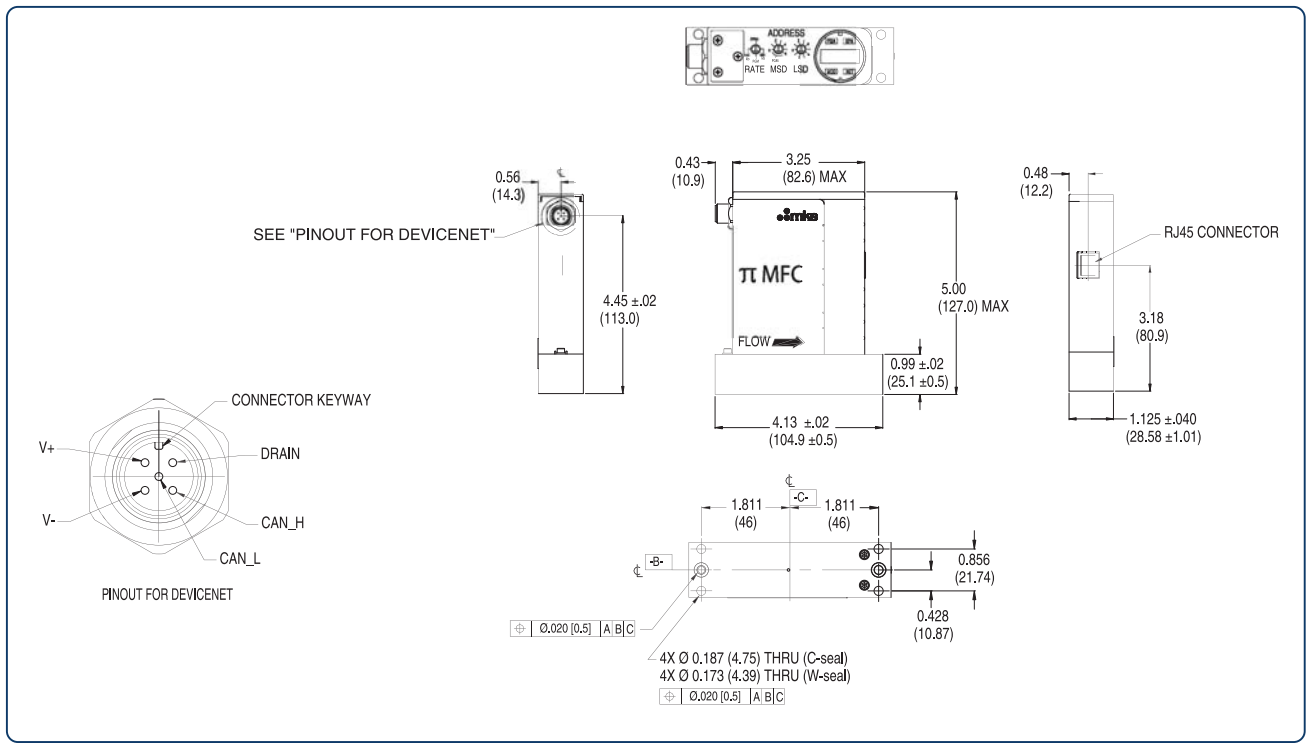 ADDRESS
RATE MSD LSD
0.43
(10.9)
3.25
(82.6) MAX
0.56
(14.3)
0.48
(12.2)
SEE "PINOUT FOR DEVICENET"
mks
π MFC
FLOW
RJ45 CONNECTOR
4.45 ±.02
(113.0)
5.00
(127.0) MAX
3.18
(80.9)
0.99 ±.02
(25.1 ±0.5)
4.13 ±.02
(104.9 ±0.5)
1.125 ±.040
(28.58 ±1.01)
CONNECTOR KEYWAY
V+
DRAIN
V-
CAN_H
CAN_L
PINOUT FOR DEVICENET
1.811
(46)
-C-
1.811
(46)
-B-
0.856
(21.74)
0.428
(10.87)
⌖ Ø.020 [0.5] A B C
4X Ø 0.187 (4.75) THRU (C-seal)
4X Ø 0.173 (4.39) THRU (W-seal)
⌖ Ø.020 [0.5] A B C